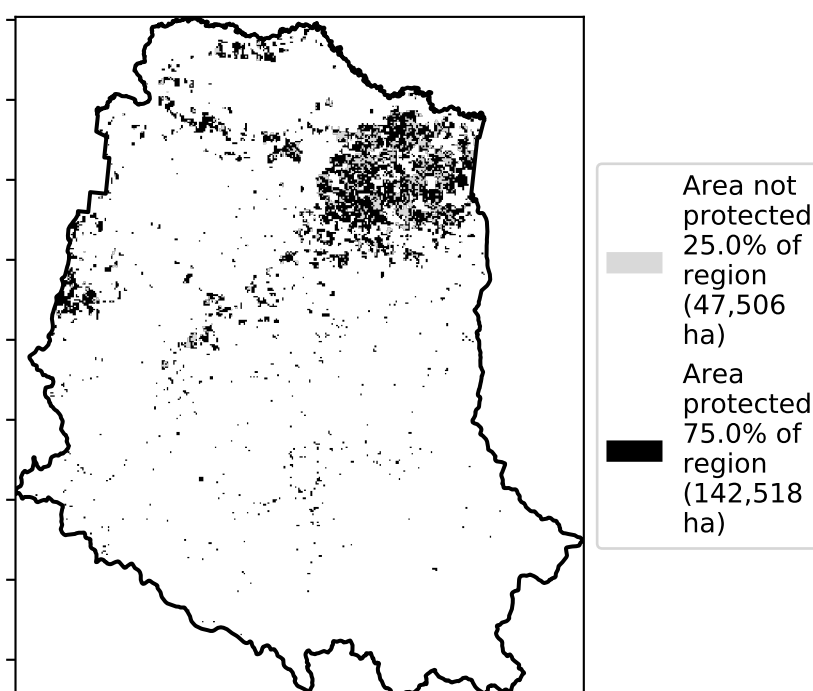 Area not
protected
25.0% of
region
(47,506
ha)
Area
protected
75.0% of
region
(142,518
ha)